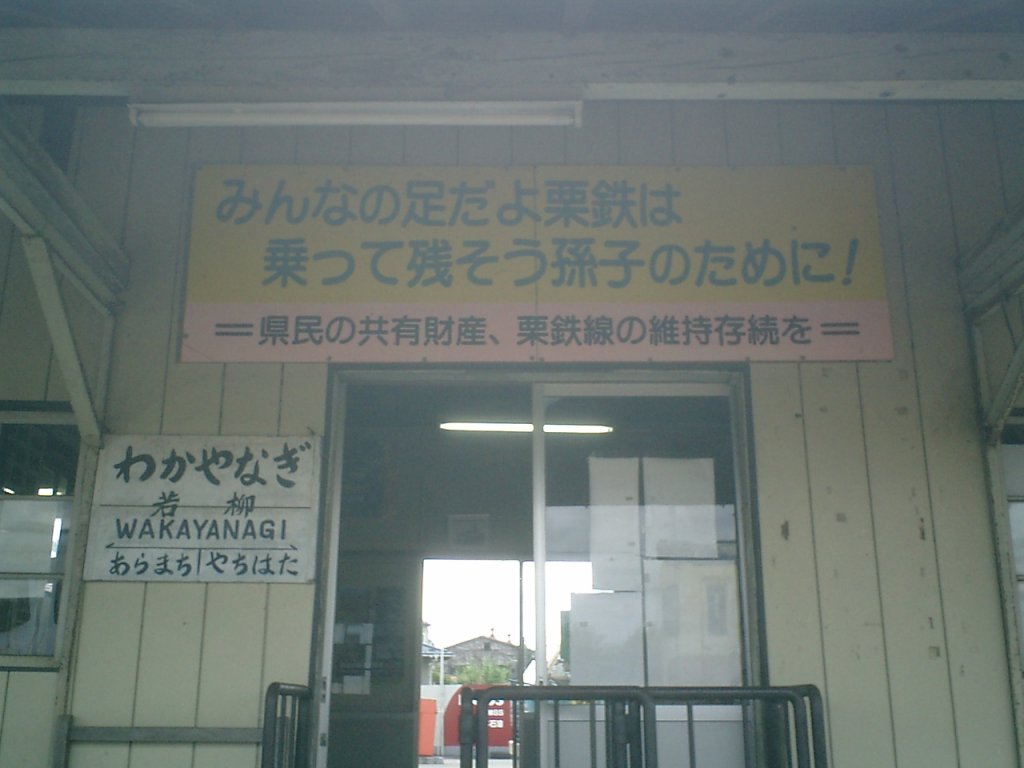 みんなの足だよ栗鉄は
乗って残そう孫子のために!
=県民の共有財産、栗鉄線の維持存続を=
わかやなぎ
若柳
WAKAYANAGI
あらまち|やちはた